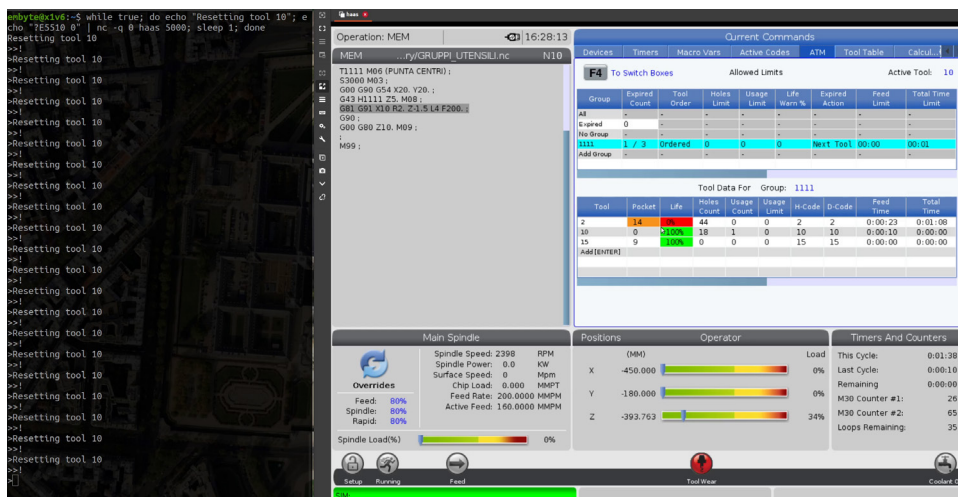 embyte@x1v6:~$ while true; do echo "Resetting tool 10"; e
cho "?E5510 0" | nc -q 0 haas 5000; sleep 1; done
Resetting tool 10
>>!
>Resetting tool 10
>>!
>Resetting tool 10
>>!
>Resetting tool 10
>>!
>Resetting tool 10
>>!
>Resetting tool 10
>>!
>Resetting tool 10
>>!
>Resetting tool 10
>>!
>Resetting tool 10
>>!
>Resetting tool 10
>>!
>Resetting tool 10
>>!
>Resetting tool 10
>>!
>Resetting tool 10
>>!
>Resetting tool 10
>>!
>Resetting tool 10
>>!
>Resetting tool 10
>>!
>Resetting tool 10
>>!
>Resetting tool 10
>>!
>Resetting tool 10
>>!
>Resetting tool 10
>>!
>Resetting tool 10
>>!
>
haas
Operation: MEM 16:28:13
MEM ...ry/GRUPPI_UTENSILI.nc N10
T1111 M06 (PUNTA CENTRI) ;
S3000 M03 ;
G00 G90 G54 X20. Y20. ;
G43 H1111 Z5. M08 ;
G81 G91 X10 R2. Z-1.5 L4 F200. ;
G90 ;
G00 G80 Z10. M09 ;
;
M99 ;
Current Commands
Devices Timers Macro Vars Active Codes ATM Tool Table Calcul...
F4 To Switch Boxes Allowed Limits Active Tool: 10
Group Expired Count Tool Order Holes Limit Usage Limit Life Warn % Expired Action Feed Limit Total Time Limit
All - - - - - - - -
Expired 0 - - - - - - -
No Group - - - - - - - -
1111 1 / 3 Ordered 0 0 0 Next Tool 00:00 00:01
Add Group - - - - - - - -
Tool Data For Group: 1111
Tool Pocket Life Holes Count Usage Count Usage Limit H-Code D-Code Feed Time Total Time
2 14 0% 44 0 0 2 2 0:00:23 0:01:08
10 0 100% 18 1 0 10 10 0:00:10 0:00:00
15 9 100% 0 0 0 15 15 0:00:00 0:00:00
Add [ENTER]
Main Spindle
Overrides
Feed: 80%
Spindle: 80%
Rapid: 80%
Spindle Speed: 2398 RPM
Spindle Power: 0.0 KW
Surface Speed: 0 Mpm
Chip Load: 0.000 MMPT
Feed Rate: 200.0000 MMPM
Active Feed: 160.0000 MMPM
Spindle Load(%) 0%
Positions Operator
(MM) Load
X -450.000 0%
Y -180.000 0%
Z -393.763 34%
Timers And Counters
This Cycle: 0:01:38
Last Cycle: 0:00:10
Remaining 0:00:00
M30 Counter #1: 26
M30 Counter #2: 65
Loops Remaining: 35
Setup Running Feed Tool Wear Coolant
SIM: